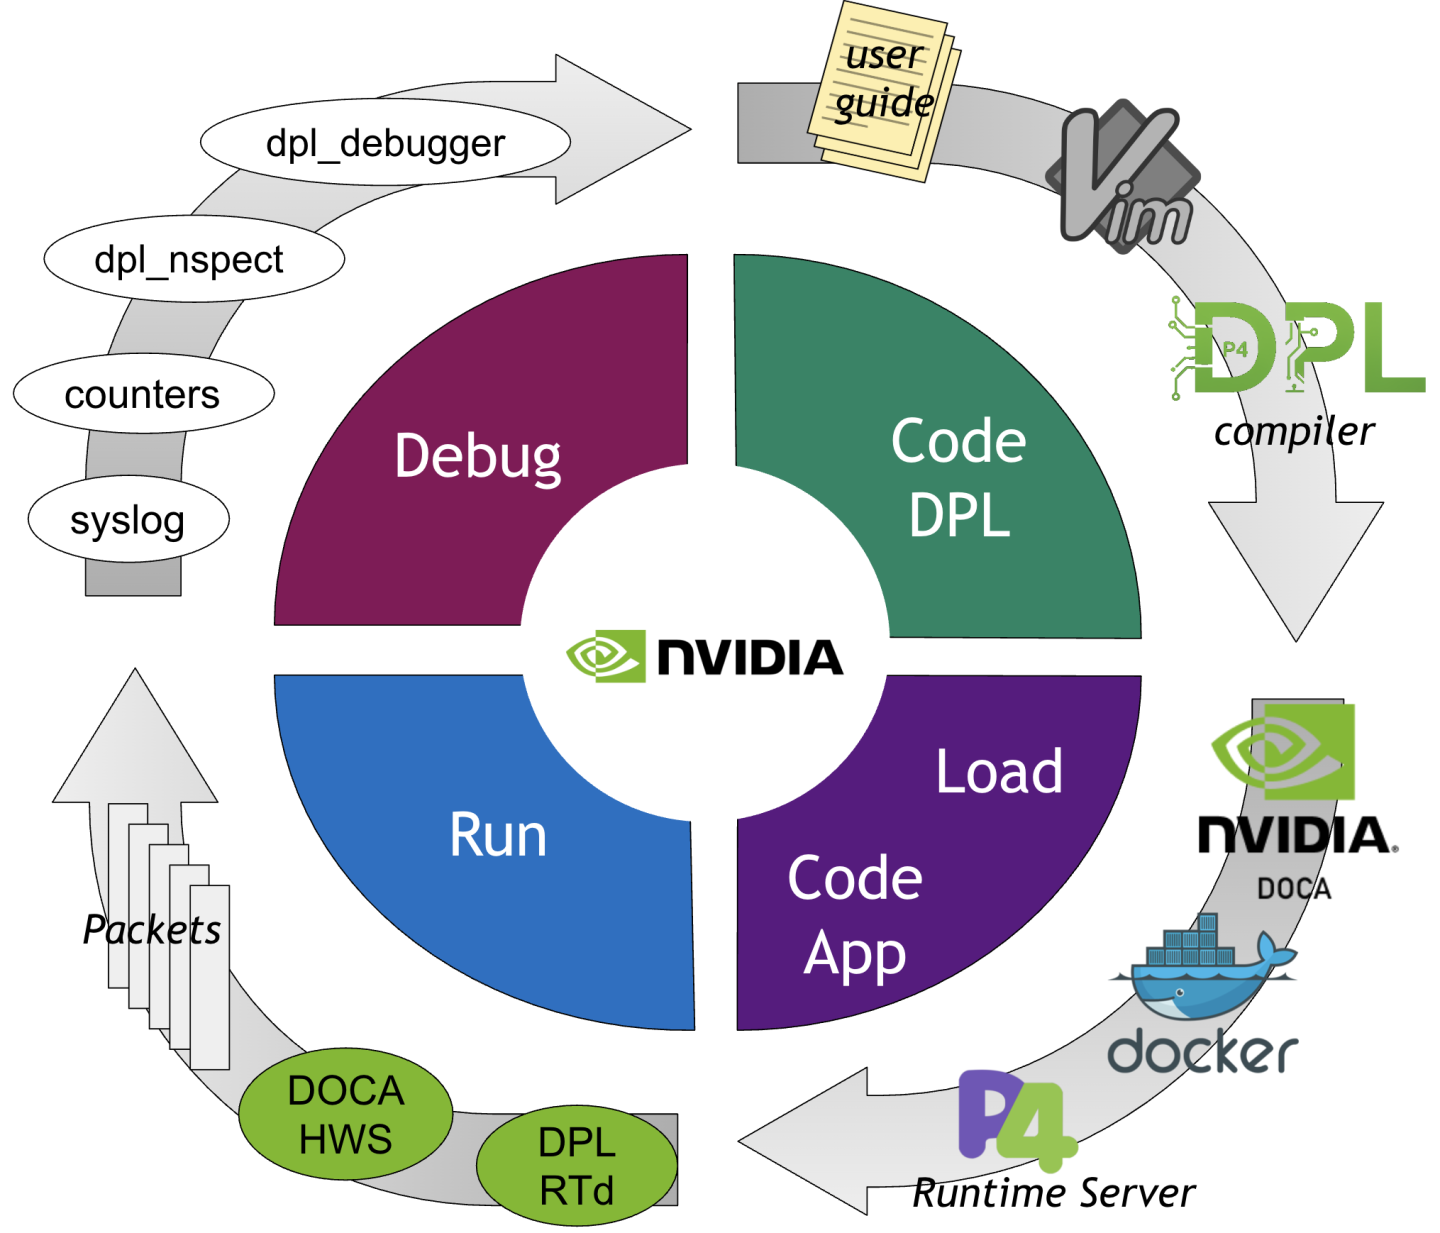 user
guide
Vim
DPL
P4
compiler
dpl_debugger
dpl_nspect
counters
syslog
Debug
Code
DPL
NVIDIA
Load
Code
App
Run
NVIDIA®
DOCA
docker
P4
Runtime Server
Packets
DOCA
HWS
DPL
RTd